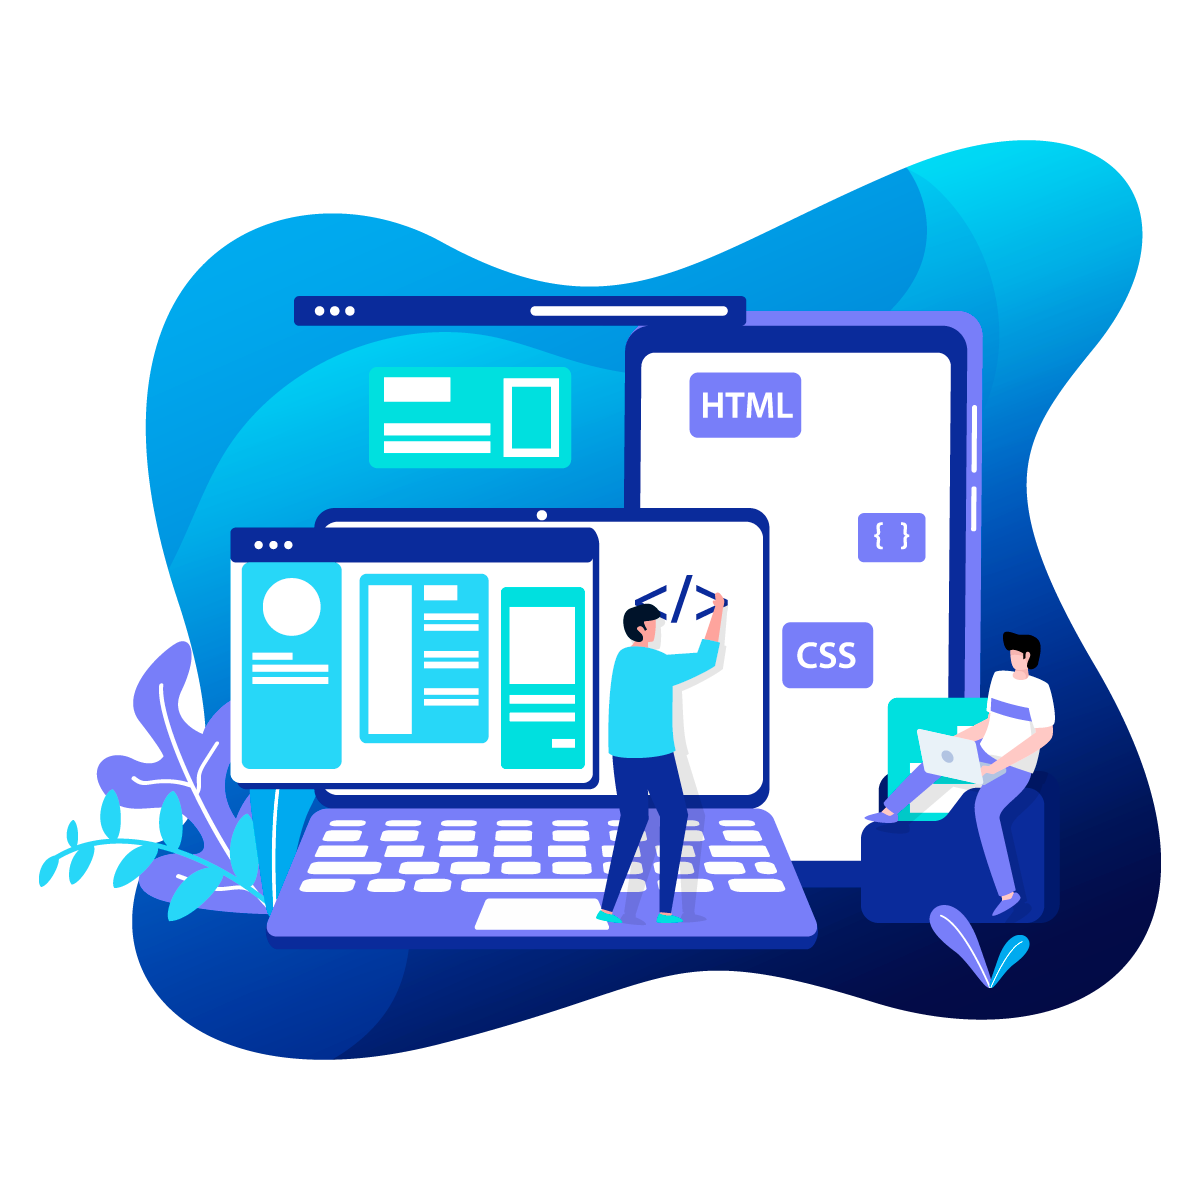 HTML
{ }
</>
CSS